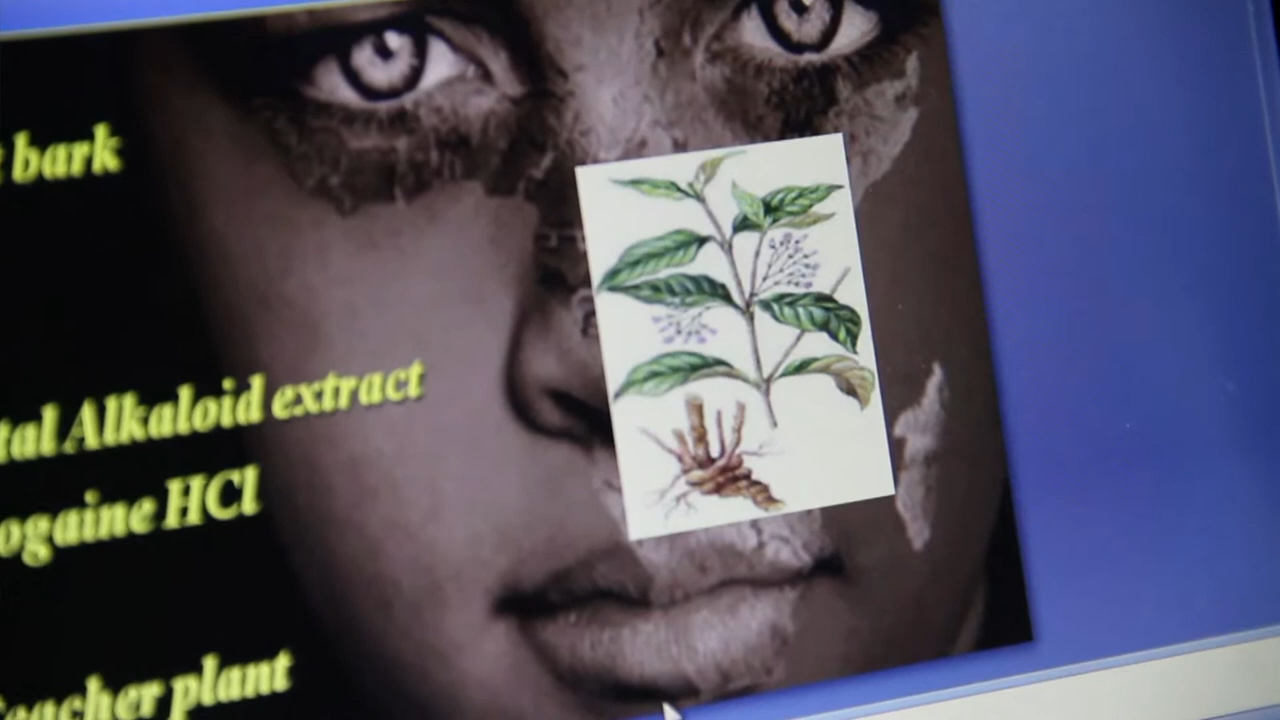 bark
tal Alkaloid extract
ogaine HCl
eacher plant